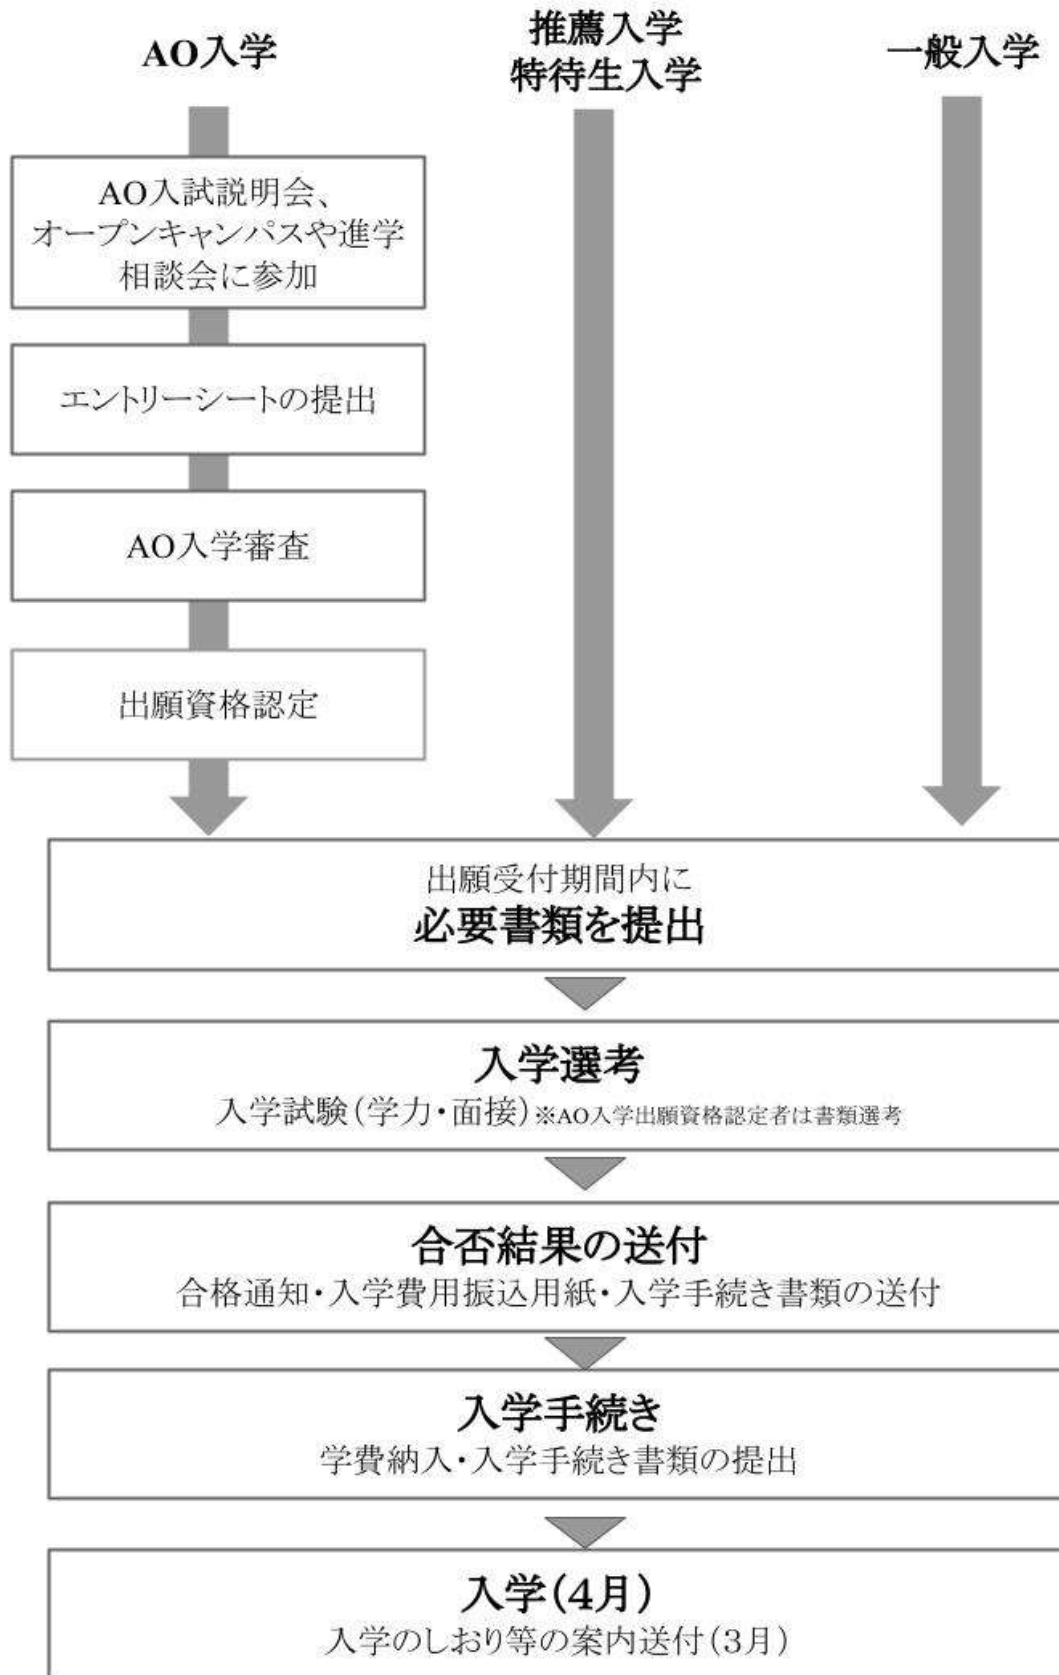 AO入学
推薦入学
特待生入学
一般入学
AO入試説明会、
オープンキャンパスや進学
相談会に参加
エントリーシートの提出
AO入学審査
出願資格認定
出願受付期間内に
必要書類を提出
入学選考
入学試験(学力・面接)※AO入学出願資格認定者は書類選考
合否結果の送付
合格通知・入学費用振込用紙・入学手続き書類の送付
入学手続き
学費納入・入学手続き書類の提出
入学(4月)
入学のしおり等の案内送付(3月)